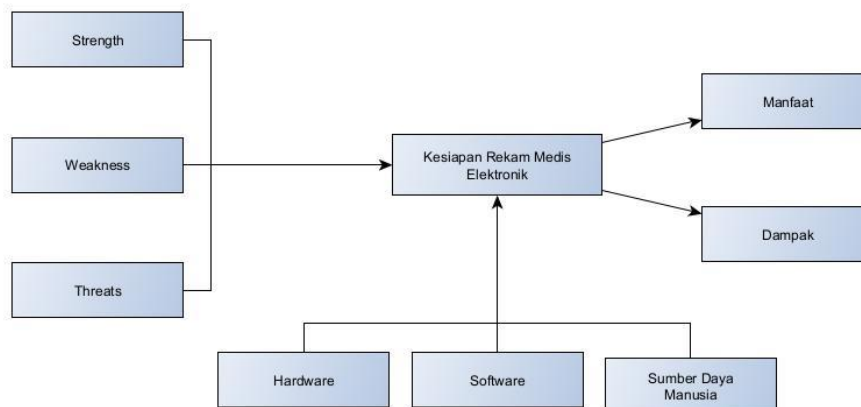 Strength
Weakness
Threats
Kesiapan Rekam Medis
Elektronik
Manfaat
Dampak
Hardware
Software
Sumber Daya
Manusia